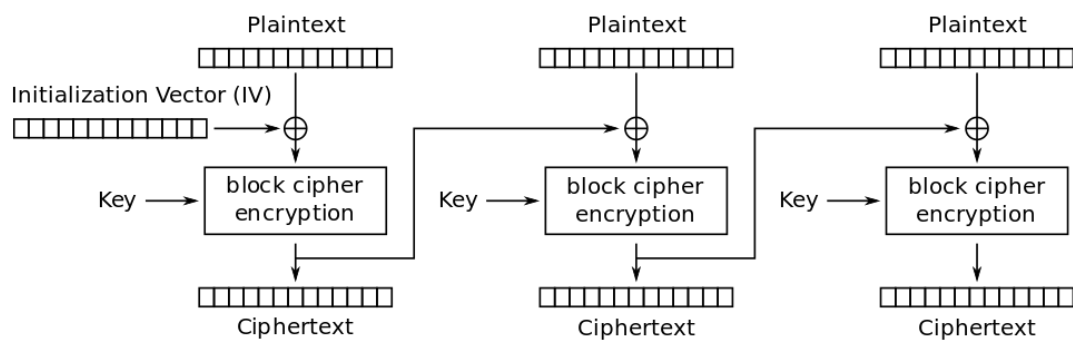 Plaintext
Plaintext
Plaintext
Initialization Vector (IV)
Key
block cipher
encryption
Key
block cipher
encryption
Key
block cipher
encryption
Ciphertext
Ciphertext
Ciphertext